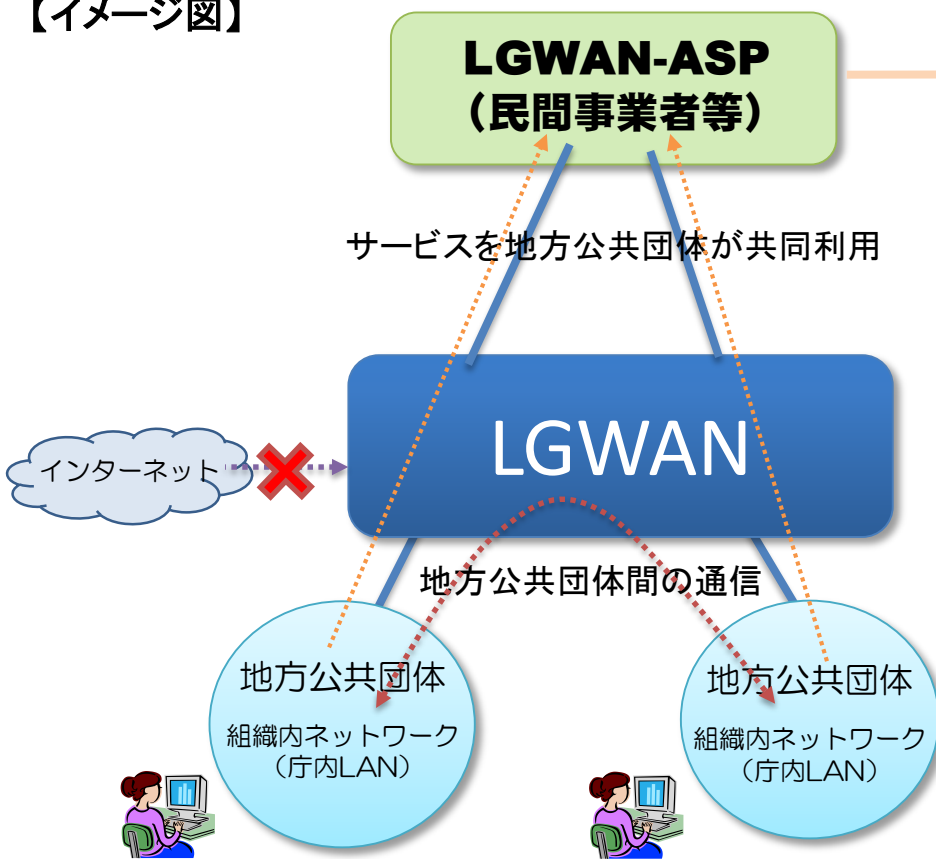 【イメージ図】
LGWAN-ASP
（民間事業者等）
サービスを地方公共団体が共同利用
インターネット
LGWAN
地方公共団体間の通信
地方公共団体
組織内ネットワーク
（庁内LAN）
地方公共団体
組織内ネットワーク
（庁内LAN）